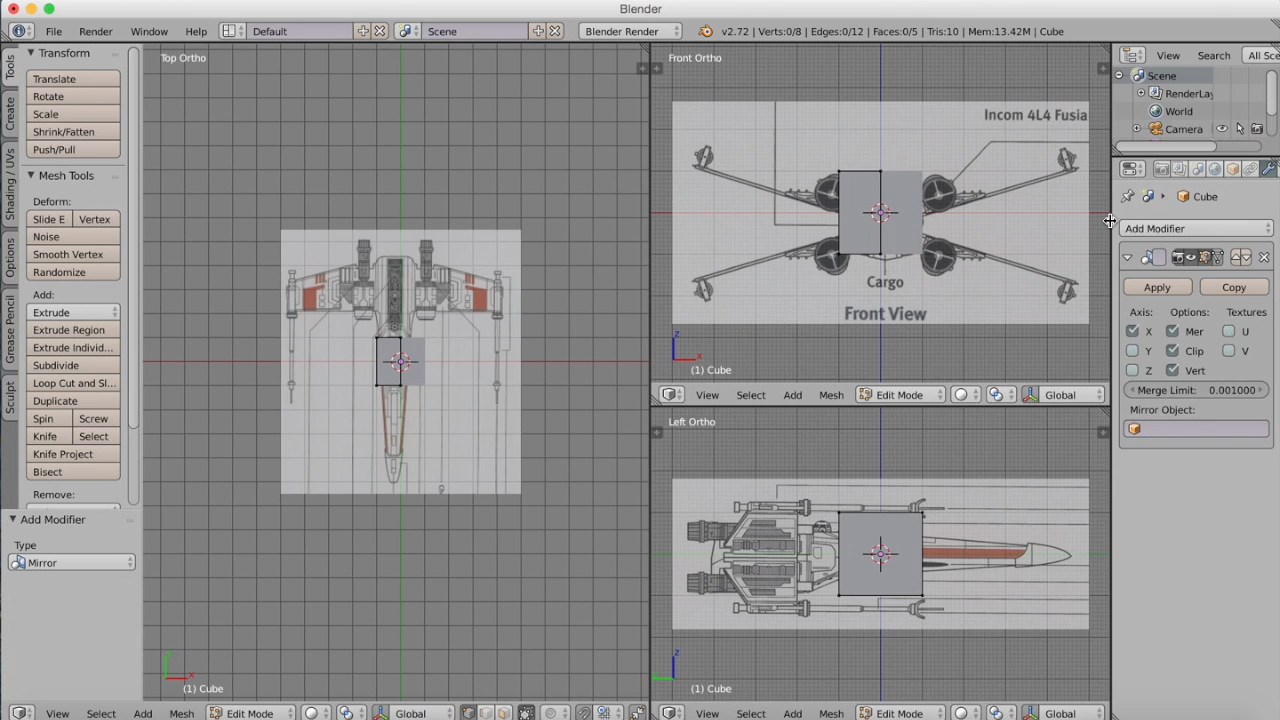 Blender
File Render Window Help Default Scene Blender Render v2.72 | Verts:0/8 | Edges:0/12 | Faces:0/5 | Tris:10 | Mem:13.42M | Cube
Tools
Create
Shading / UVs
Options
Grease Pencil
Sculpt
Transform
Translate
Rotate
Scale
Shrink/Fatten
Push/Pull
Mesh Tools
Deform:
Slide E Vertex
Noise
Smooth Vertex
Randomize
Add:
Extrude
Extrude Region
Extrude Individ...
Subdivide
Loop Cut and Sl...
Duplicate
Spin Screw
Knife Select
Knife Project
Bisect
Remove:
Add Modifier
Type
Mirror
Top Ortho
y
x
(1) Cube
View Select Add Mesh Edit Mode Global
Front Ortho
Incom 4L4 Fusia
Cargo
Front View
z
x
(1) Cube
View Select Add Mesh Edit Mode Global
Left Ortho
z
(1) Cube
View Select Add Mesh Edit Mode Global
View Search All Sce
Scene
RenderLay
World
Camera
Cube
Add Modifier
Apply Copy
Axis: Options: Textures
X Mer U
Y Clip V
Z Vert
Merge Limit: 0.001000
Mirror Object: